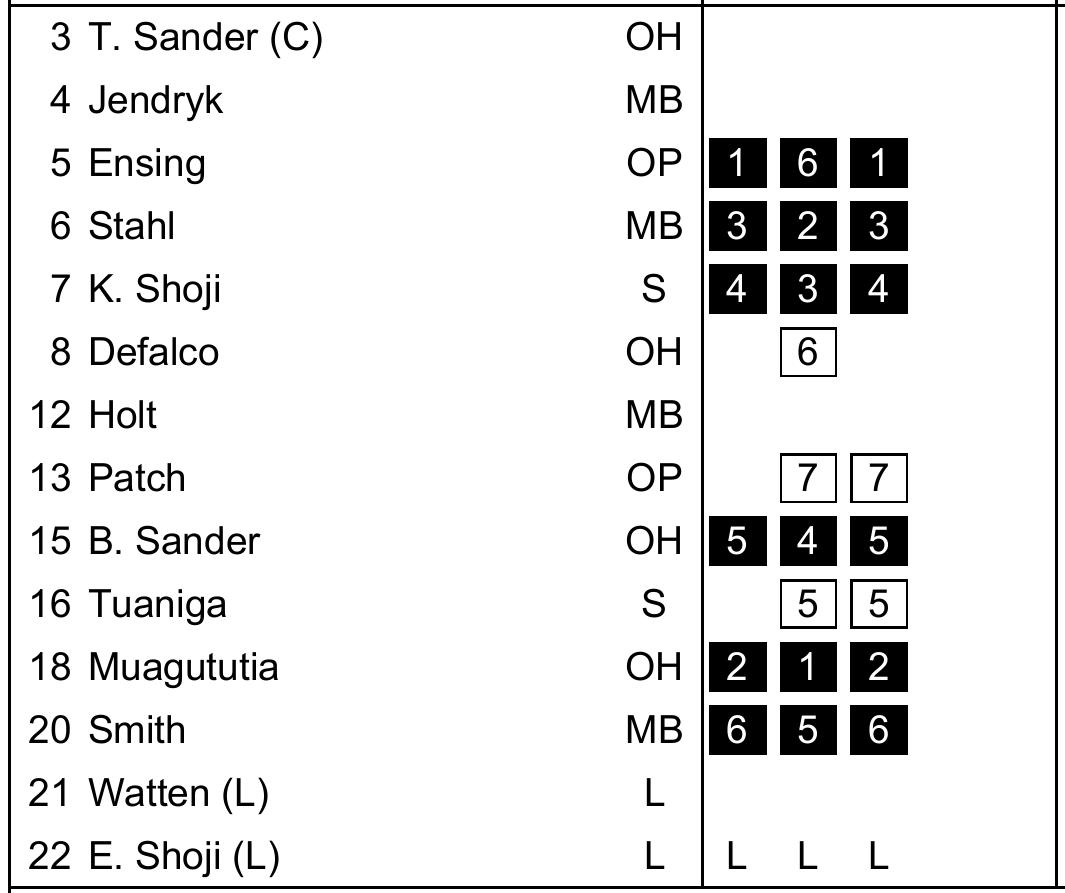 3 T. Sander (C) OH
4 Jendryk MB
5 Ensing OP 1 6 1
6 Stahl MB 3 2 3
7 K. Shoji S 4 3 4
8 Defalco OH 6
12 Holt MB
13 Patch OP 7 7
15 B. Sander OH 5 4 5
16 Tuaniga S 5 5
18 Muagututia OH 2 1 2
20 Smith MB 6 5 6
21 Watten (L) L
22 E. Shoji (L) L L L L